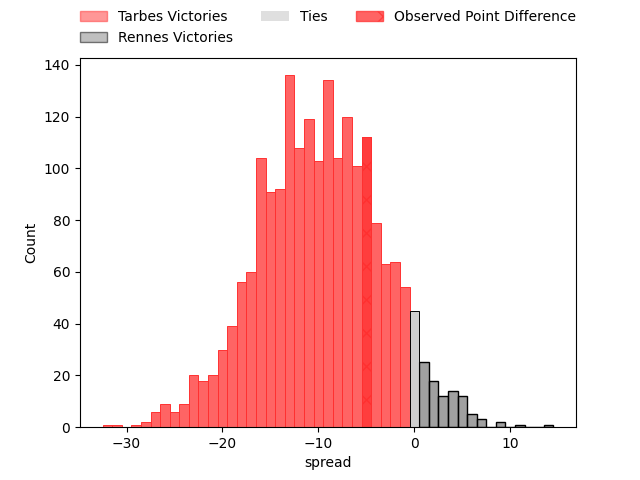 Tarbes Victories
Rennes Victories
Ties
Observed Point Difference
140
120
100
80
60
40
20
0
Count
−30
−20
−10
0
10
spread